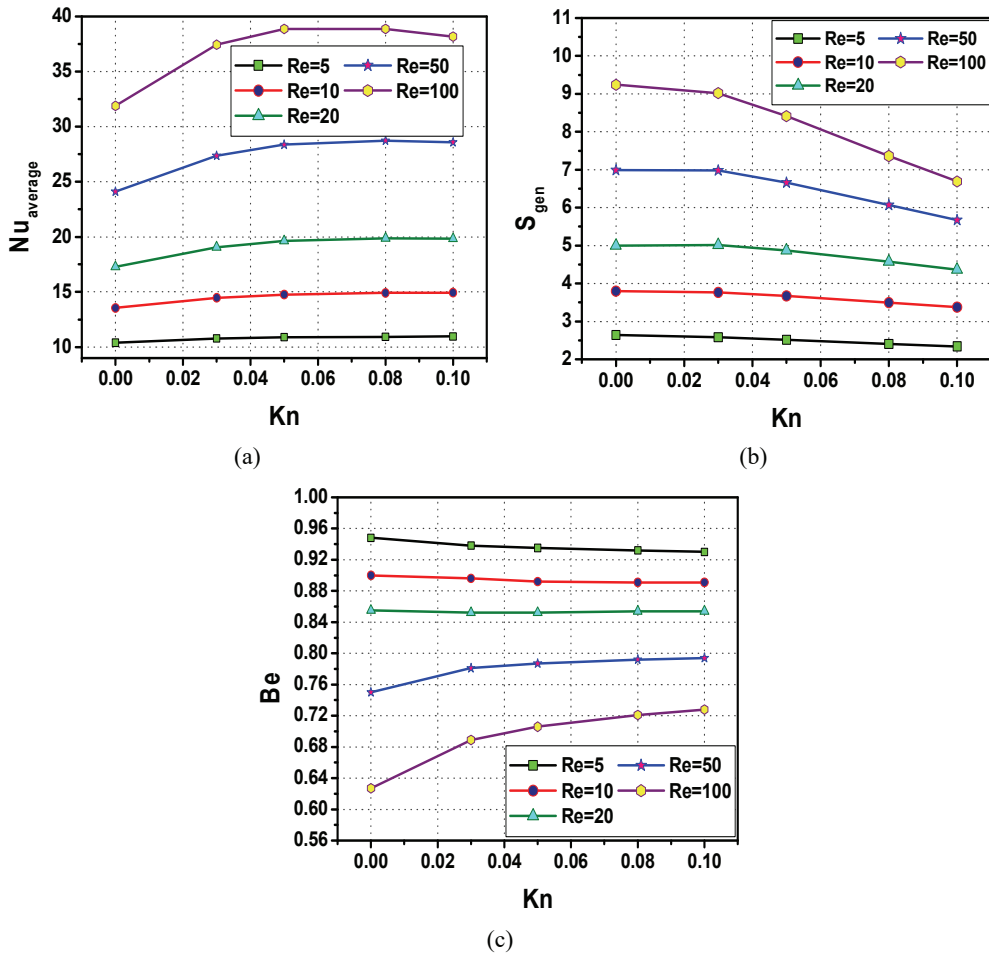 40
35
30
25
20
15
10
Nu average
Re=5 Re=50
Re=10 Re=100
Re=20
0.00 0.02 0.04 0.06 0.08 0.10
Kn
(a)
11
10
9
8
7
6
5
4
3
2
S gen
Re=5 Re=50
Re=10 Re=100
Re=20
0.00 0.02 0.04 0.06 0.08 0.10
Kn
(b)
1.00
0.96
0.92
0.88
0.84
0.80
0.76
0.72
0.68
0.64
0.60
0.56
Be
Re=5 Re=50
Re=10 Re=100
Re=20
0.00 0.02 0.04 0.06 0.08 0.10
Kn
(c)